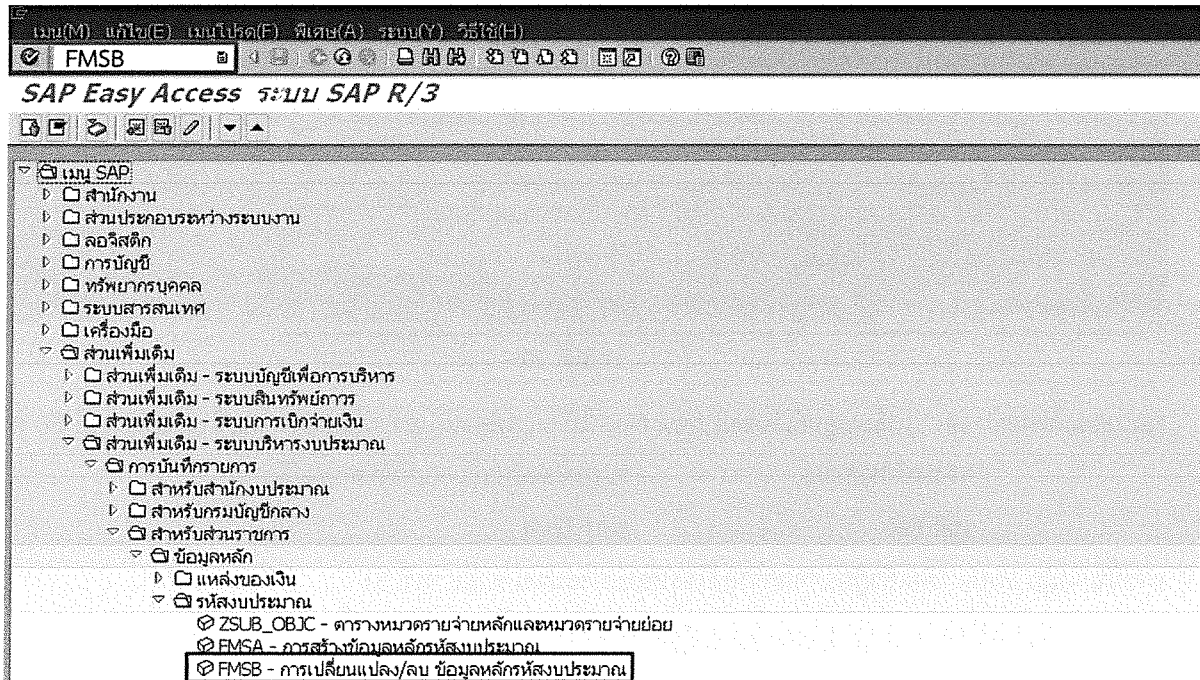 เมนู(M) แก้ไข(E) เมนูโปรด(F) พิเศษ(A) ระบบ(Y) วิธีใช้(H)
FMSB
SAP Easy Access ระบบ SAP R/3
เมนู SAP
สำนักงาน
ส่วนประกอบระหว่างระบบงาน
ลอจิสติก
การบัญชี
ทรัพยากรบุคคล
ระบบสารสนเทศ
เครื่องมือ
ส่วนเพิ่มเติม
ส่วนเพิ่มเติม - ระบบบัญชีเพื่อการบริหาร
ส่วนเพิ่มเติม - ระบบสินทรัพย์ถาวร
ส่วนเพิ่มเติม - ระบบการเบิกจ่ายเงิน
ส่วนเพิ่มเติม - ระบบบริหารงบประมาณ
การบันทึกรายการ
สำหรับสำนักงบประมาณ
สำหรับกรมบัญชีกลาง
สำหรับส่วนราชการ
ข้อมูลหลัก
แหล่งของเงิน
รหัสงบประมาณ
ZSUB_OBJC - ตารางหมวดรายจ่ายหลักและหมวดรายจ่ายย่อย
FMSA - การสร้างข้อมูลหลักรหัสงบประมาณ
FMSB - การเปลี่ยนแปลง/ลบ ข้อมูลหลักรหัสงบประมาณ